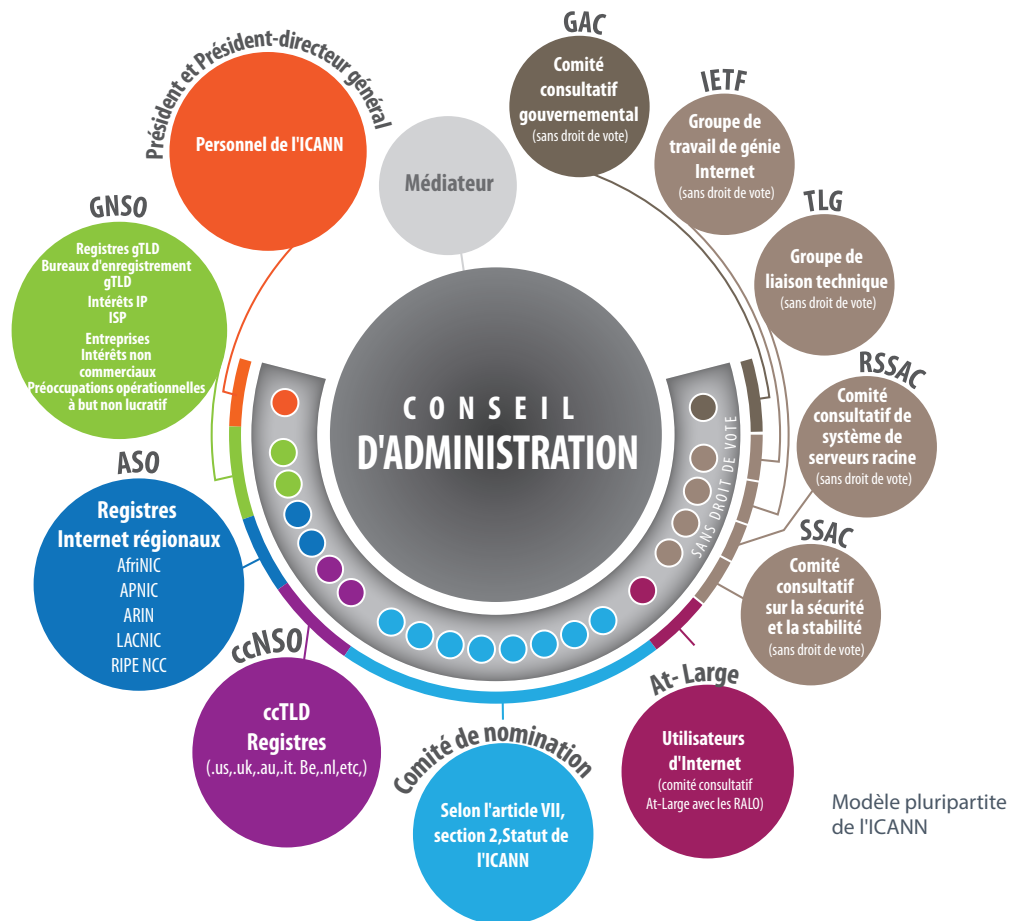 Président et Président-directeur général
Personnel de l'ICANN
Médiateur
GAC
Comité
consultatif
gouvernemental
(sans droit de vote)
IETF
Groupe de
travail de génie
Internet
(sans droit de vote)
TLG
Groupe de
liaison technique
(sans droit de vote)
RSSAC
Comité
consultatif de
système de
serveurs racine
(sans droit de vote)
SSAC
Comité
consultatif
sur la sécurité
et la stabilité
(sans droit de vote)
GNSO
Registres gTLD
Bureaux d'enregistrement
gTLD
Intérêts IP
ISP
Entreprises
Intérêts non
commerciaux
Préoccupations opérationnelles
à but non lucratif
CONSEIL
D'ADMINISTRATION
SANS DROIT DE VOTE
ASO
Registres
Internet régionaux
AfriNIC
APNIC
ARIN
LACNIC
RIPE NCC
ccNSO
ccTLD
Registres
(.us,.uk,.au,.it. Be,.nl,etc,)
Comité de nomination
Selon l'article VII,
section 2,Statut de
l'ICANN
At- Large
Utilisateurs
d'Internet
(comité consultatif
At-Large avec les RALO)
Modèle pluripartite
de l'ICANN